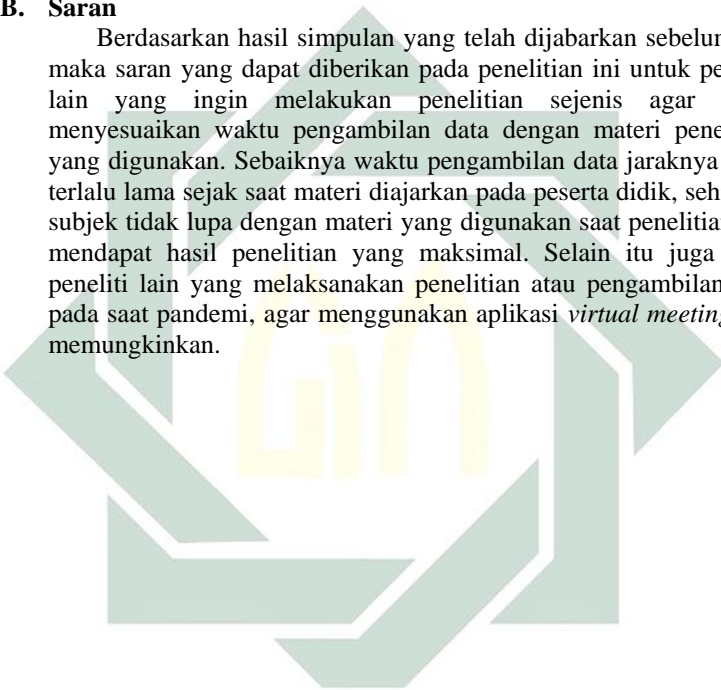 B. Saran
Berdasarkan hasil simpulan yang telah dijabarkan sebelun
maka saran yang dapat diberikan pada penelitian ini untuk pe
lain yang ingin melakukan penelitian sejenis agar
menyesuaikan waktu pengambilan data dengan materi pene
yang digunakan. Sebaiknya waktu pengambilan data jaraknya
terlalu lama sejak saat materi diajarkan pada peserta didik, seh
subjek tidak lupa dengan materi yang digunakan saat penelitian
mendapat hasil penelitian yang maksimal. Selain itu juga
peneliti lain yang melaksanakan penelitian atau pengambilan
pada saat pandemi, agar menggunakan aplikasi virtual meeting
memungkinkan.